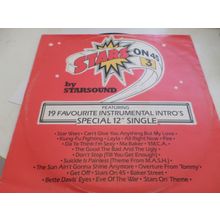 STARS
ON 45
3
by
STARSOUND
FEATURING
19 FAVOURITE INSTRUMENTAL INTRO'S
SPECIAL 12" SINGLE
• Star Wars • Can't Give You Anything But My Love •
• Kung-Fu Fighting • Layla • All Right Now •
• Da Ya Think I'm Sexy • Ma Baker • Y.M.C.A. •
• The Good The Bad And The Ugly •
• Don't Stop (Till You Get Enough) •
• Suicide Is Painless (Theme From M.A.S.H.) •
• The Sun Ain't Gonna Shine Anymore • Overture From "Tommy"
• Get Off • Stars On 45 • Baker Street •
• Bette Davis' Eyes • Eve Of The War • Stars On Theme •